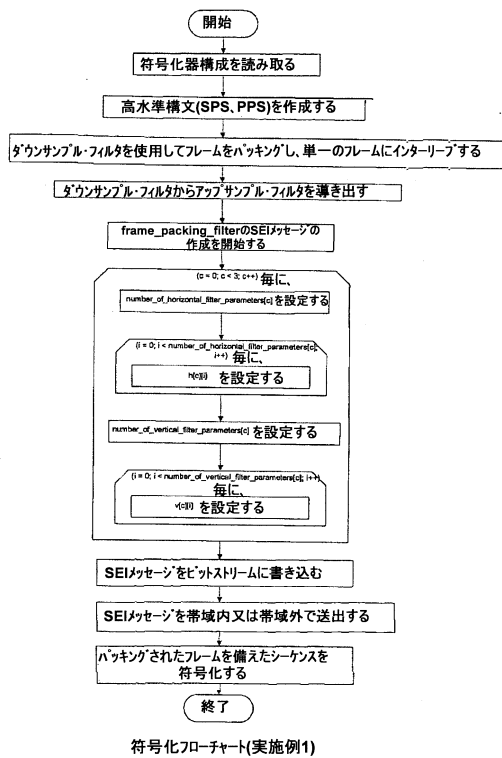 開始
符号化器構成を読み取る
高水準構文(SPS、PPS)を作成する
ダウンサンプル・フィルタを使用してフレームをパッキングし、単一のフレームにインターリーブする
ダウンサンプル・フィルタからアップサンプル・フィルタを導き出す
frame_packing_filterのSEIメッセージの
作成を開始する
(c = 0; c < 3; c++) 毎に、
number_of_horizontal_filter_parameters[c] を設定する
(i = 0; i < number_of_horizontal_filter_parameters[c];
i++) 毎に、
h[c][i] を設定する
number_of_vertical_filter_parameters[c] を設定する
(i = 0; i < number_of_vertical_filter_parameters[c]; i++)
毎に、
v[c][i] を設定する
SEIメッセージをビットストリームに書き込む
SEIメッセージを帯域内又は帯域外で送出する
パッキングされたフレームを備えたシーケンスを
符号化する
終了
符号化フローチャート(実施例1)